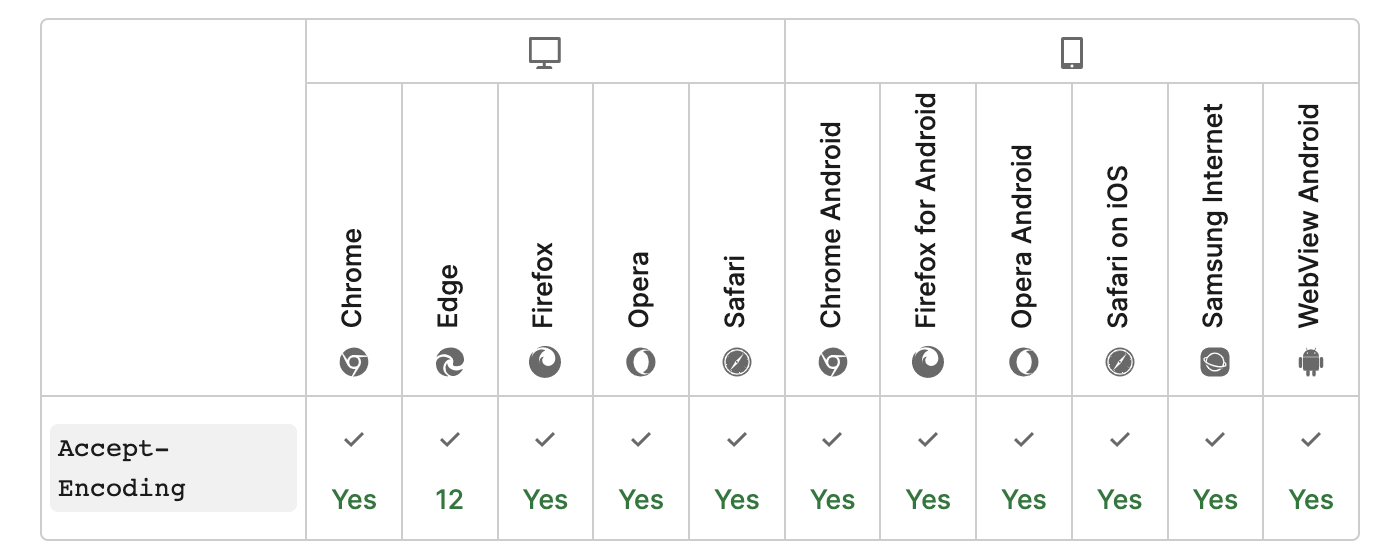 Chrome
Edge
Firefox
Opera
Safari
Chrome Android
Firefox for Android
Opera Android
Safari on iOS
Samsung Internet
WebView Android
Accept-
Encoding
Yes
12
Yes
Yes
Yes
Yes
Yes
Yes
Yes
Yes
Yes